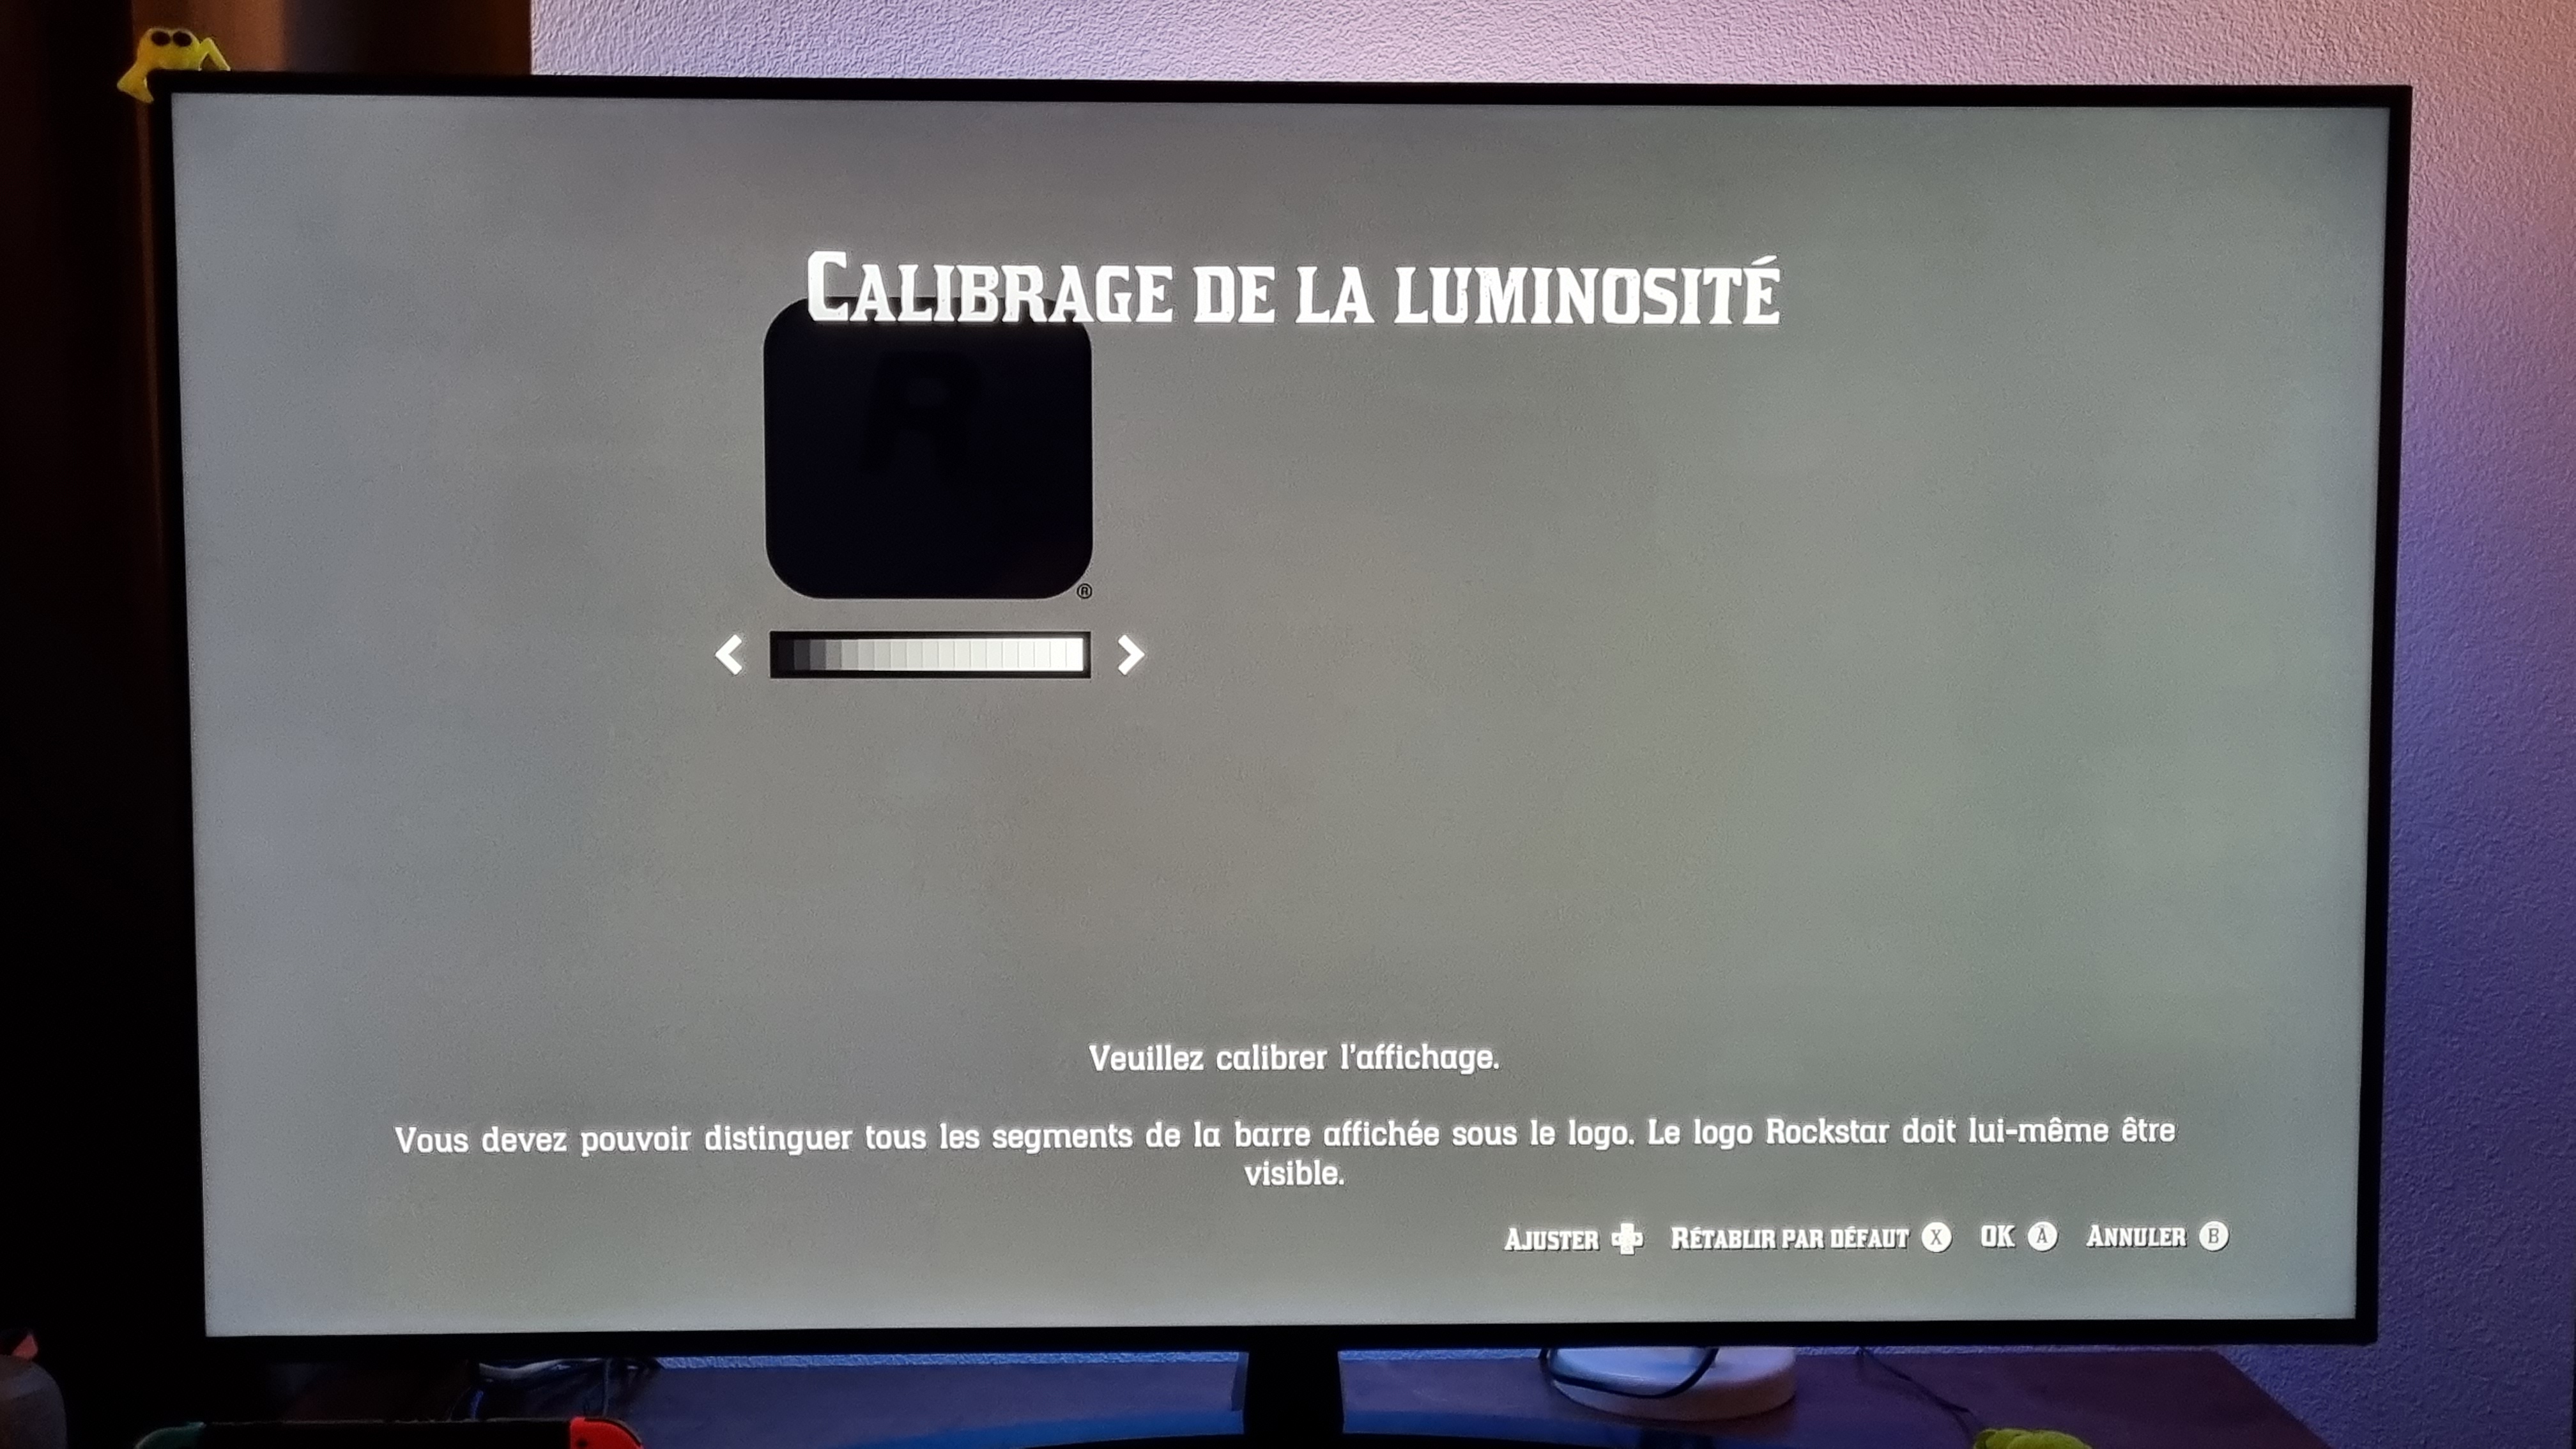 CALIBRAGE DE LA LUMINOSITÉ
R
®
Veuillez calibrer l'affichage.
Vous devez pouvoir distinguer tous les segments de la barre affichée sous le logo. Le logo Rockstar doit lui-même être
visible.
AJUSTER RÉTABLIR PAR DÉFAUT X OK A ANNULER B